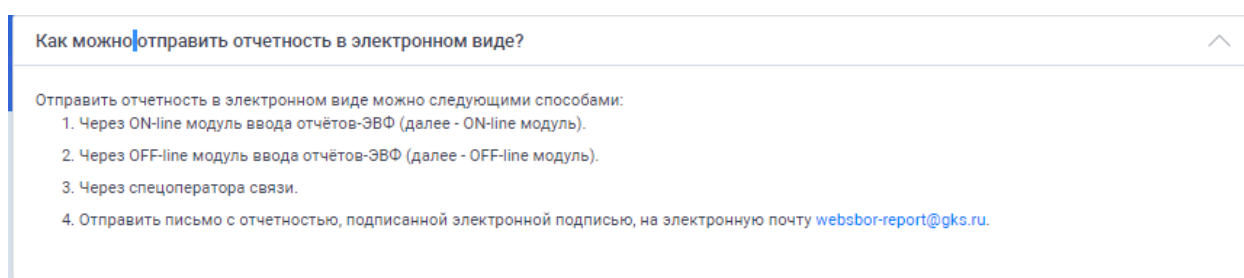 Как можно отправить отчетность в электронном виде?
Отправить отчетность в электронном виде можно следующими способами:
1. Через ON-line модуль ввода отчётов-ЭВФ (далее - ON-line модуль).
2. Через OFF-line модуль ввода отчётов-ЭВФ (далее - OFF-line модуль).
3. Через спецоператора связи.
4. Отправить письмо с отчетностью, подписанной электронной подписью, на электронную почту websbor-report@gks.ru.